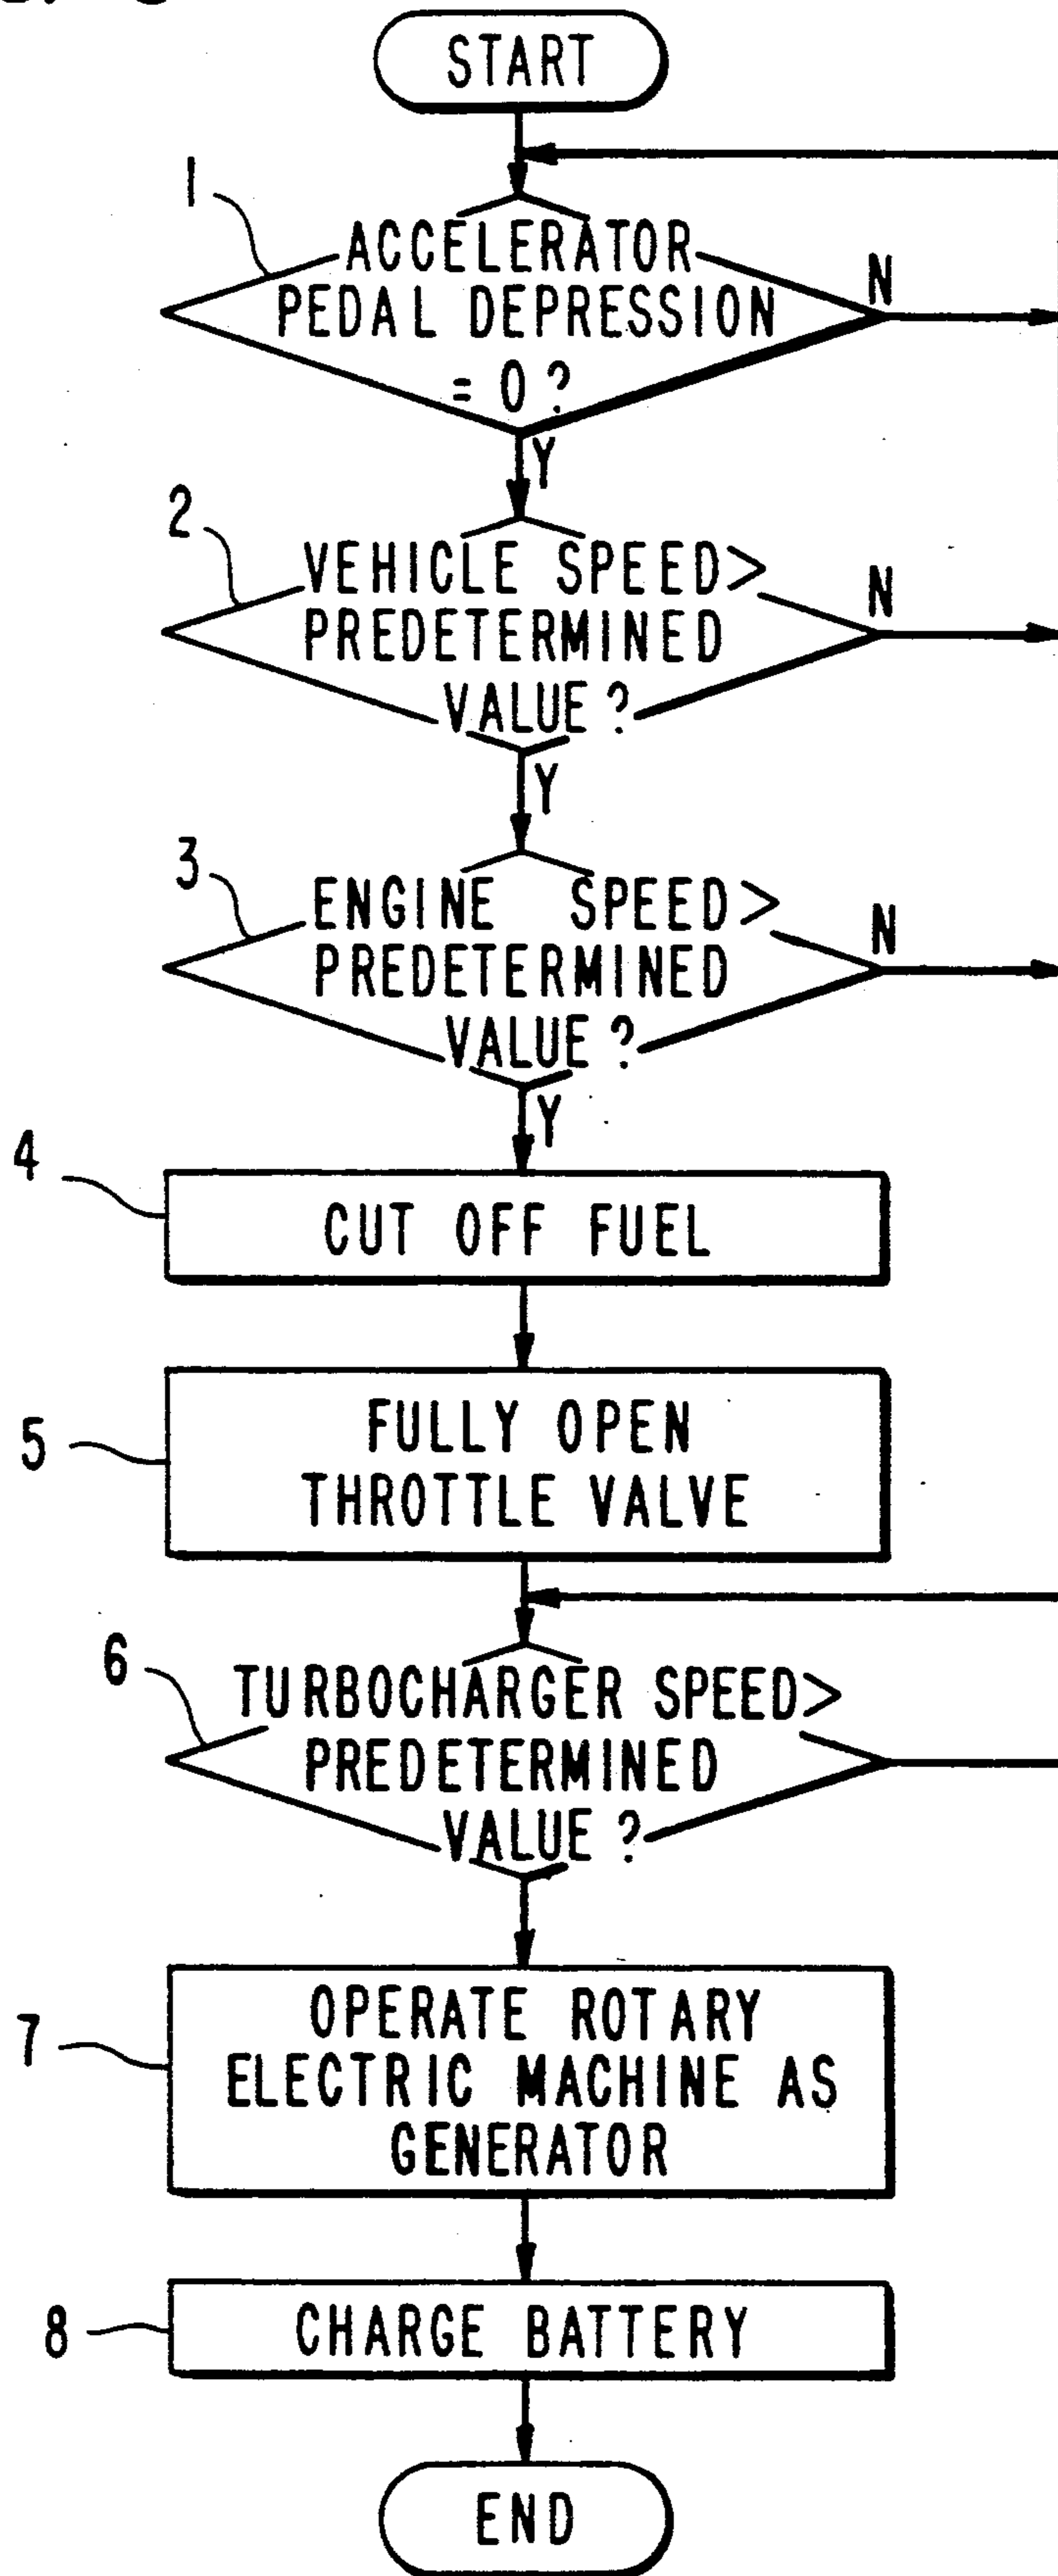 START
1
ACCELERATOR
PEDAL DEPRESSION
= 0 ?
N
Y
2
VEHICLE SPEED>
PREDETERMINED
VALUE ?
N
Y
3
ENGINE SPEED>
PREDETERMINED
VALUE ?
N
Y
4
CUT OFF FUEL
5
FULLY OPEN
THROTTLE VALVE
6
TURBOCHARGER SPEED>
PREDETERMINED
VALUE ?
7
OPERATE ROTARY
ELECTRIC MACHINE AS
GENERATOR
8
CHARGE BATTERY
END